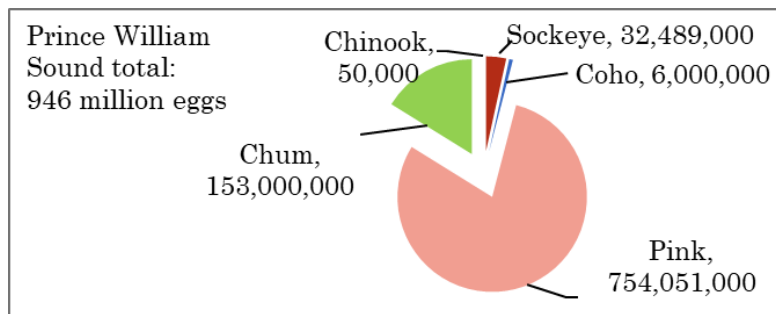 Prince William
Sound total:
946 million eggs
Chinook,
50,000
Sockeye, 32,489,000
Coho, 6,000,000
Chum,
153,000,000
Pink,
754,051,000